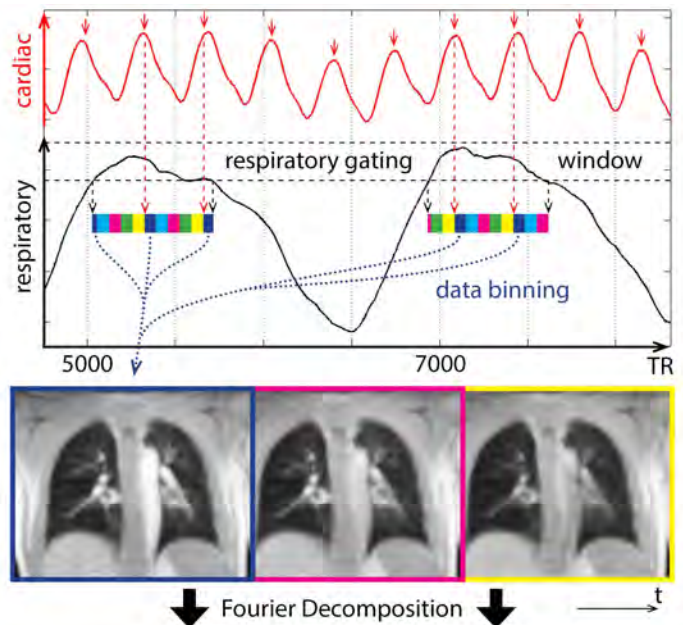 cardiac
respiratory gating window
respiratory
data binning
5000 7000 TR
Fourier Decomposition t